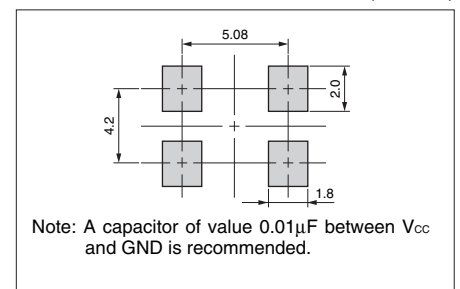 5.08
4.2
2.0
1.8
Note: A capacitor of value 0.01μF between Vcc
and GND is recommended.